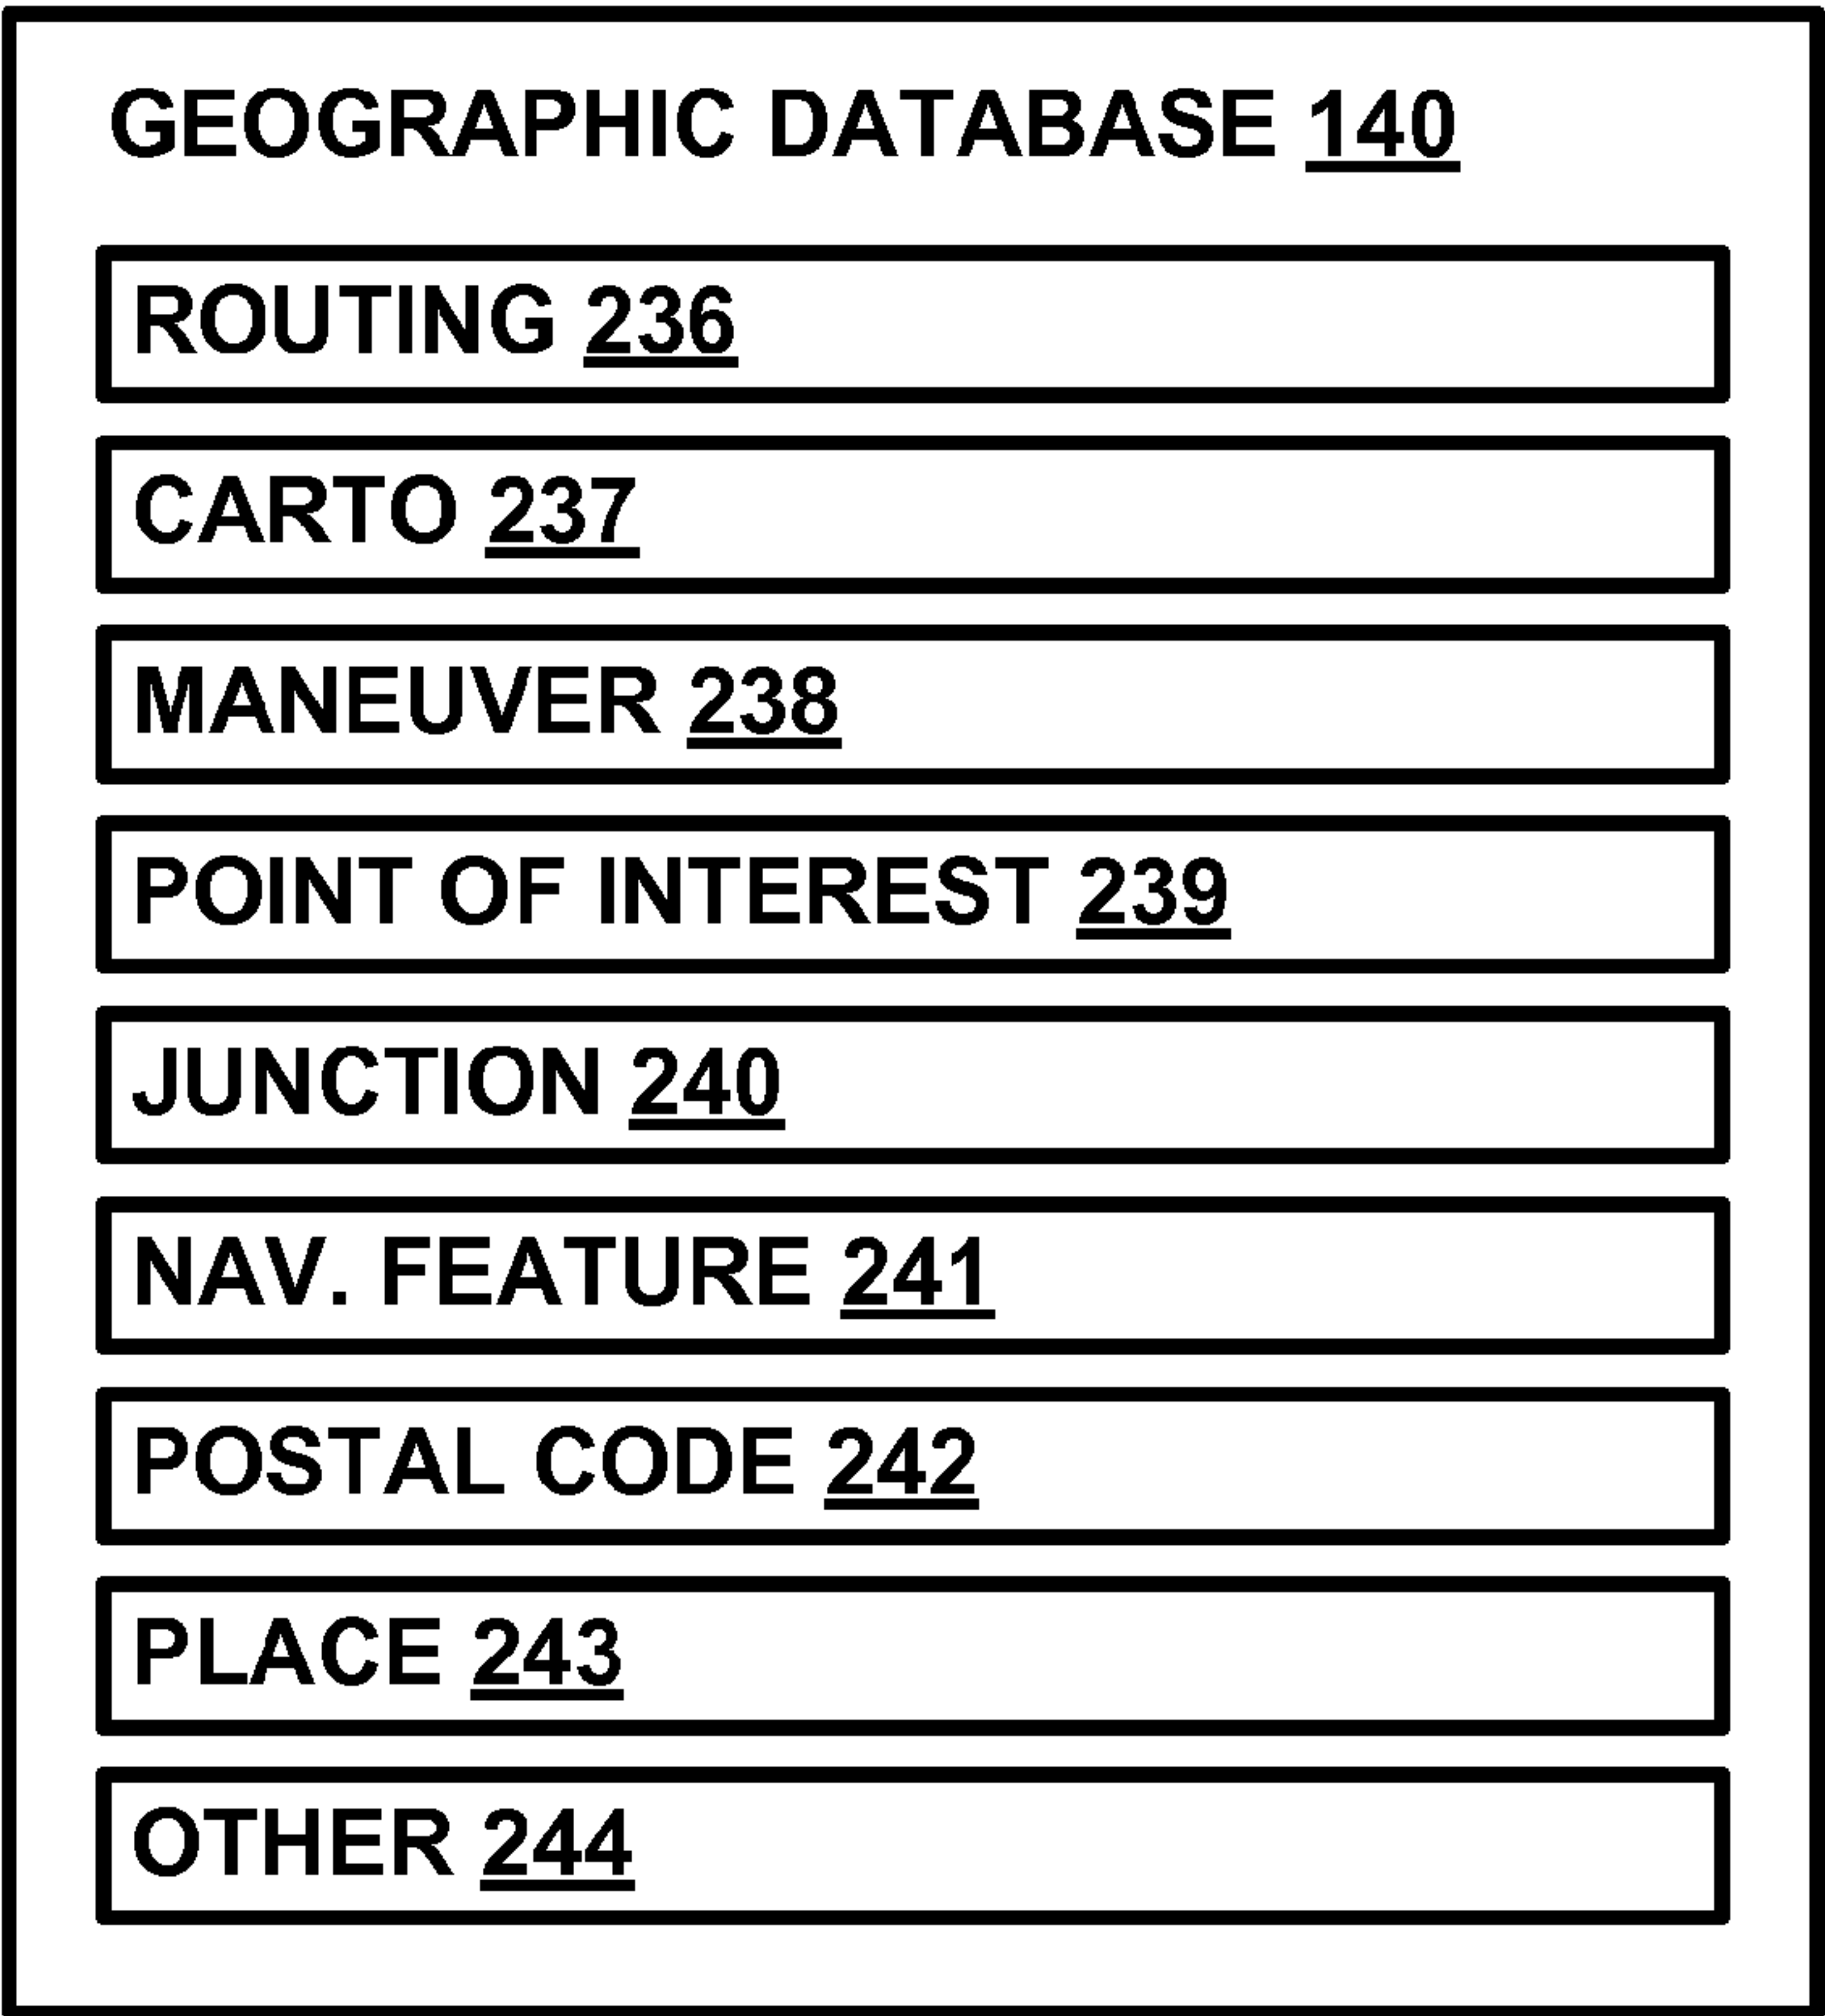 GEOGRAPHIC DATABASE 140
ROUTING 236
CARTO 237
MANEUVER 238
POINT OF INTEREST 239
JUNCTION 240
NAV. FEATURE 241
POSTAL CODE 242
PLACE 243
OTHER 244